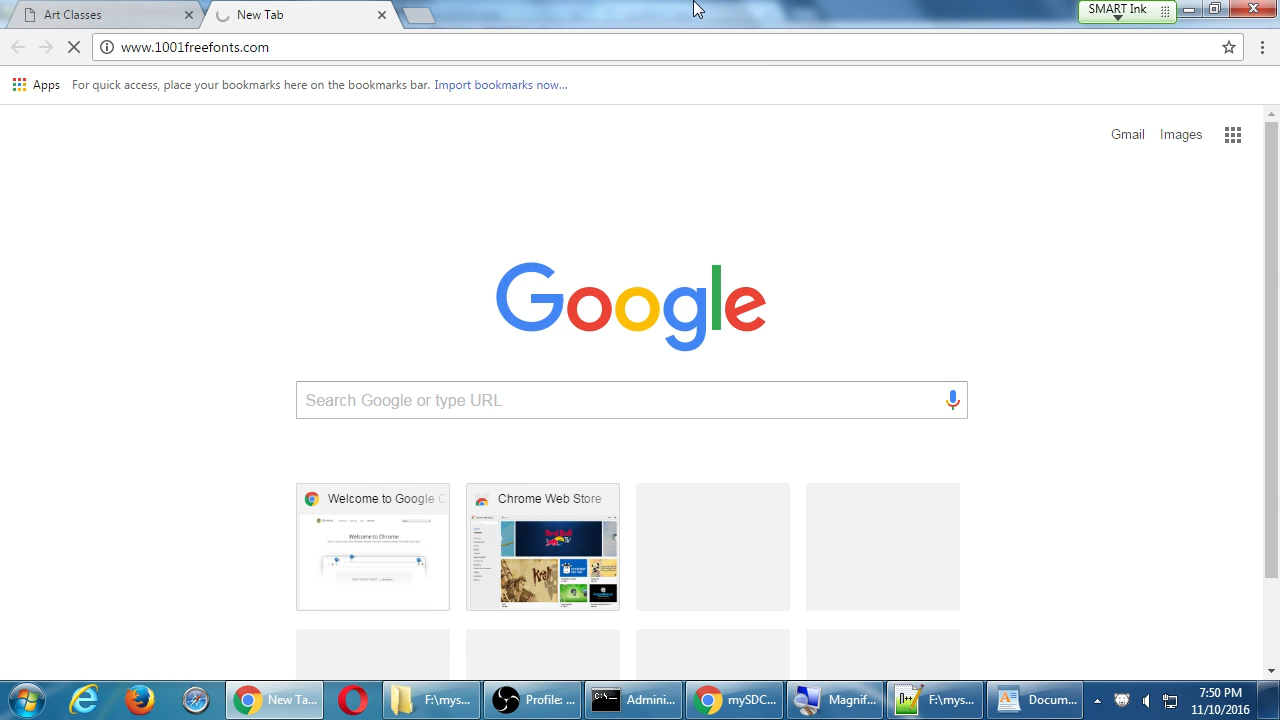 Art Classes
New Tab
SMART Ink
www.1001freefonts.com
Apps For quick access, place your bookmarks here on the bookmarks bar. Import bookmarks now...
Gmail Images
Google
Search Google or type URL
Welcome to Google C
Chrome Web Store
Welcome to Chrome
New Ta...
F:\mys...
Profile: ...
Admini...
mySDC...
Magnif...
F:\mys...
Docum...
7:50 PM
11/10/2016